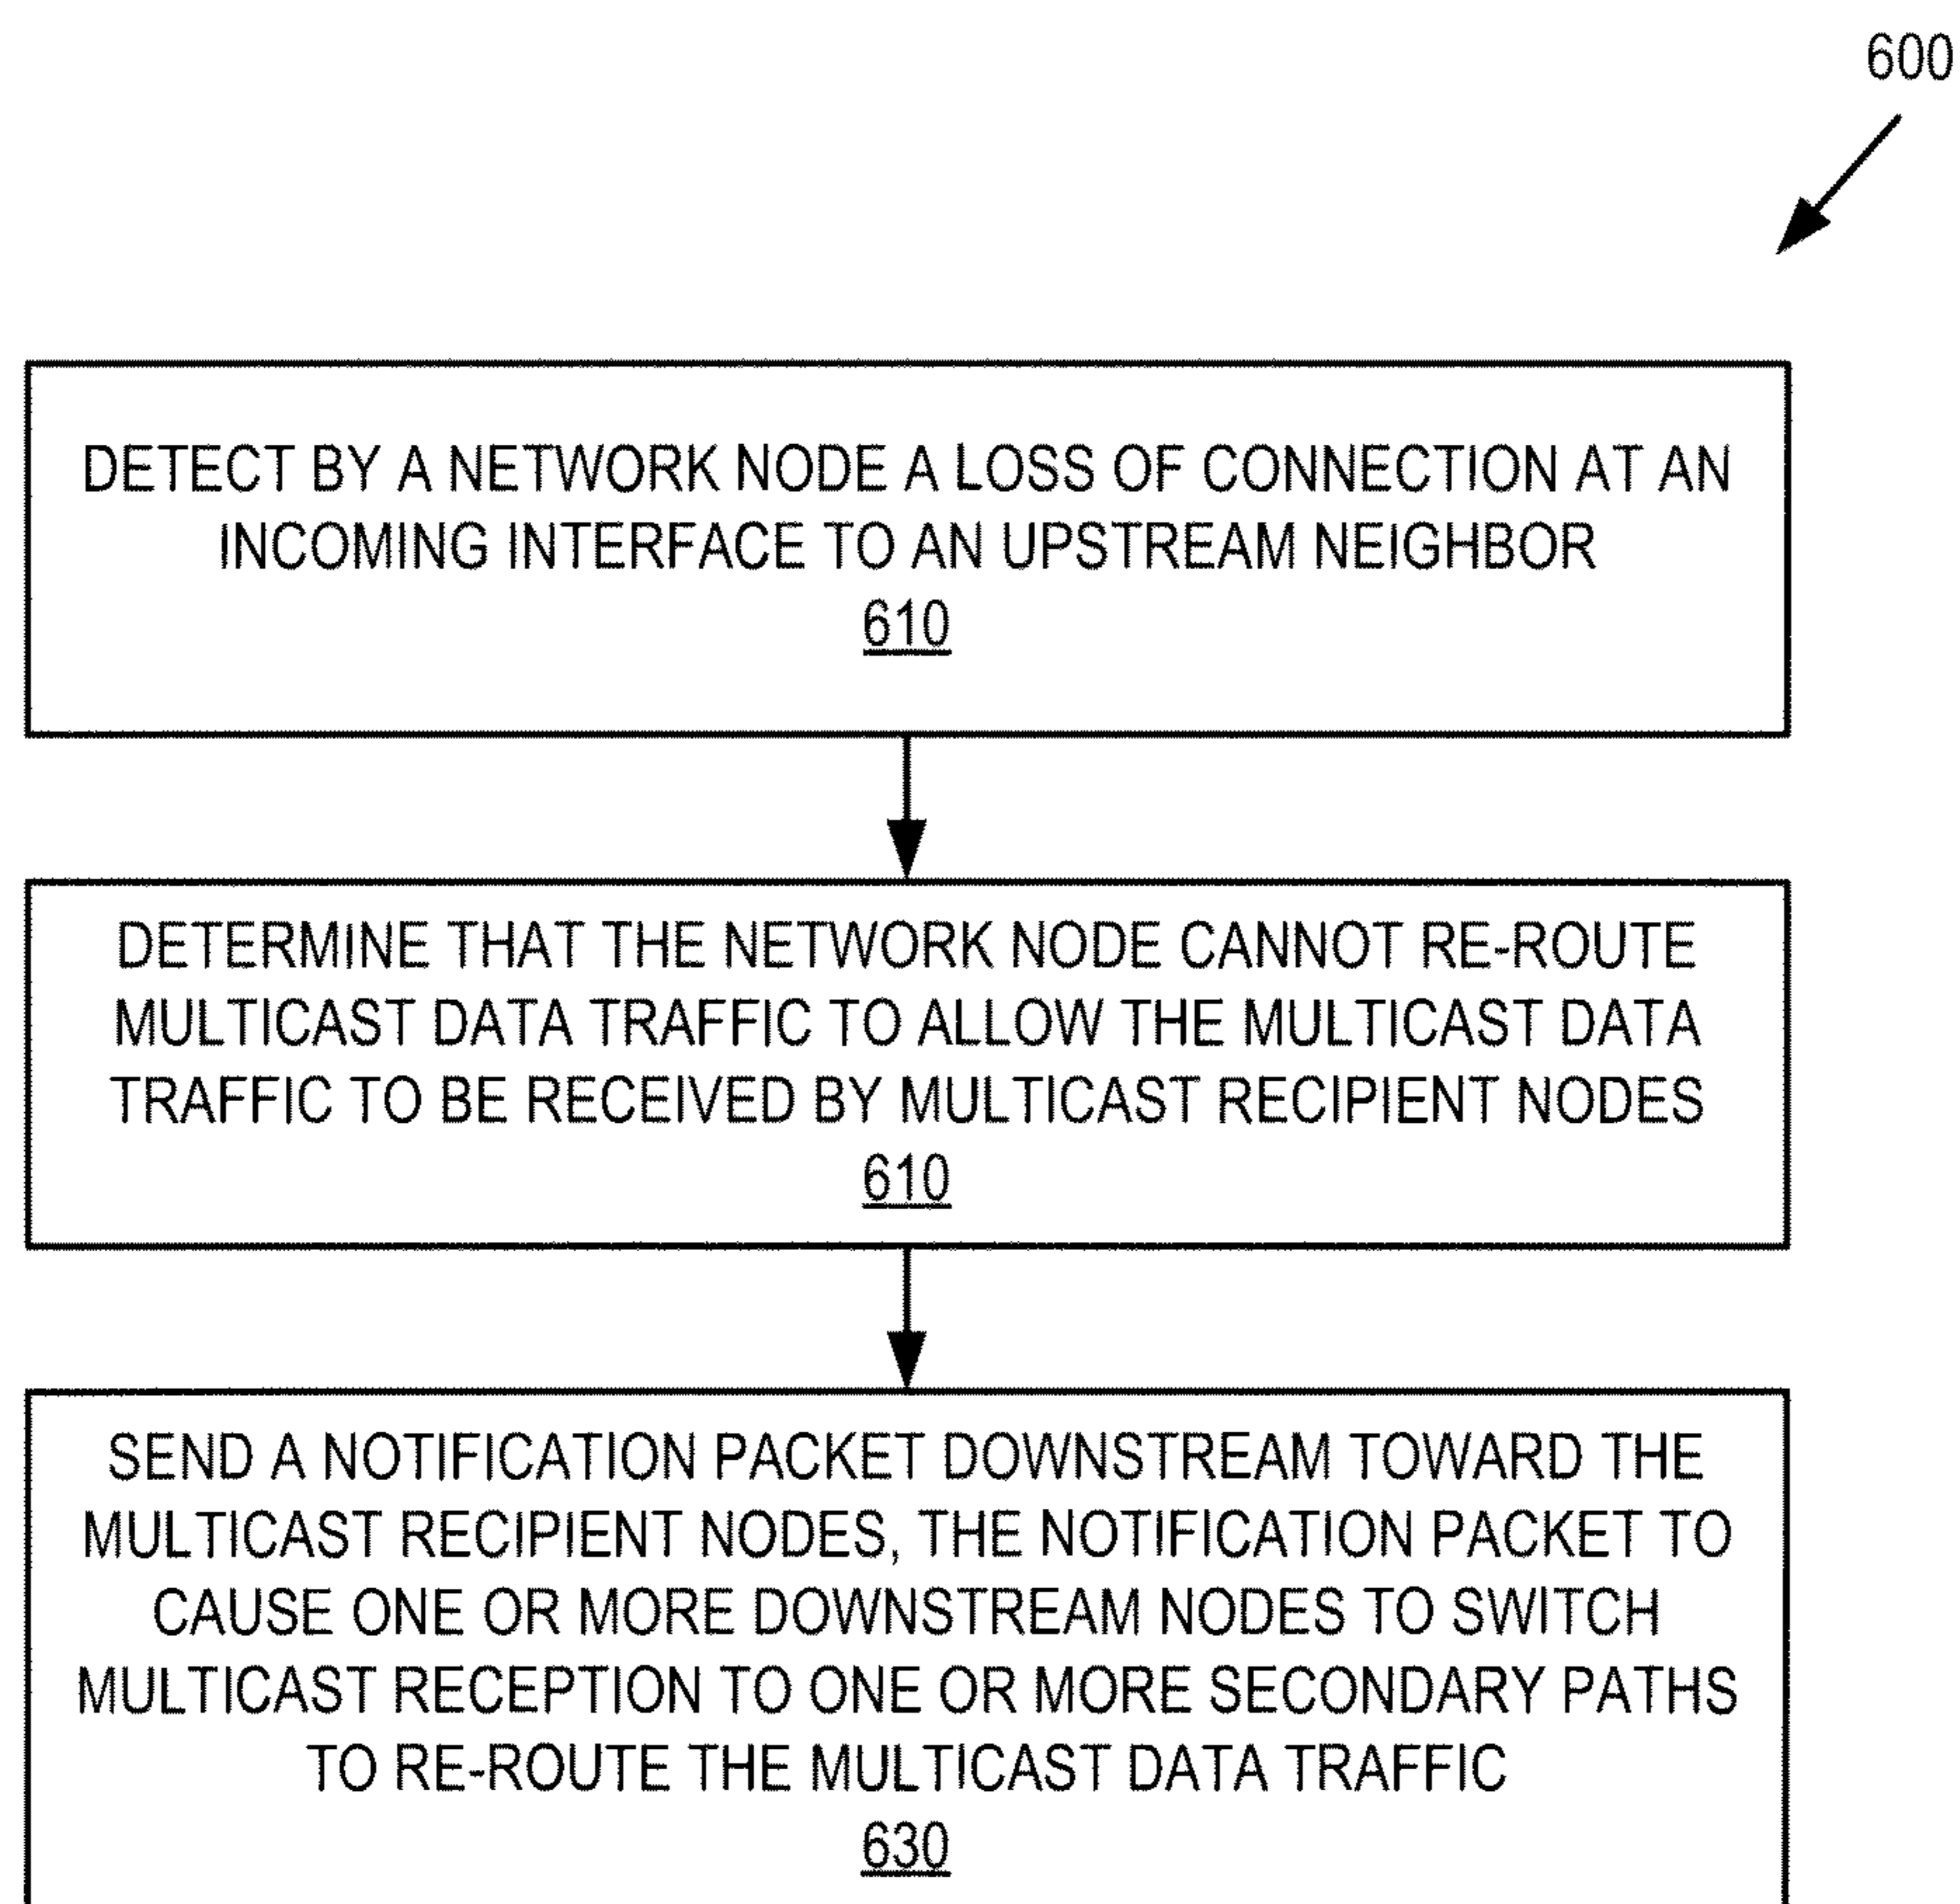 600
DETECT BY A NETWORK NODE A LOSS OF CONNECTION AT AN
INCOMING INTERFACE TO AN UPSTREAM NEIGHBOR
610
DETERMINE THAT THE NETWORK NODE CANNOT RE-ROUTE
MULTICAST DATA TRAFFIC TO ALLOW THE MULTICAST DATA
TRAFFIC TO BE RECEIVED BY MULTICAST RECIPIENT NODES
610
SEND A NOTIFICATION PACKET DOWNSTREAM TOWARD THE
MULTICAST RECIPIENT NODES, THE NOTIFICATION PACKET TO
CAUSE ONE OR MORE DOWNSTREAM NODES TO SWITCH
MULTICAST RECEPTION TO ONE OR MORE SECONDARY PATHS
TO RE-ROUTE THE MULTICAST DATA TRAFFIC
630